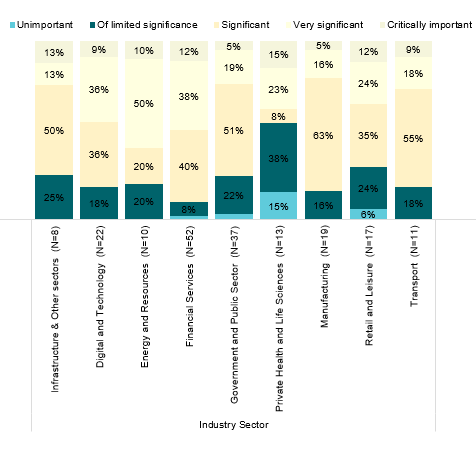 Unimportant Of limited significance Significant Very significant Critically important
13% 9% 10% 12% 5% 15% 5% 12% 9%
13% 36% 50% 38% 19% 23% 16% 24% 18%
50% 36% 20% 40% 51% 8% 63% 35% 55%
25% 18% 20% 8% 22% 38% 16% 24% 18%
15% 6%
Infrastructure & Other sectors (N=8)
Digital and Technology (N=22)
Energy and Resources (N=10)
Financial Services (N=52)
Government and Public Sector (N=37)
Private Health and Life Sciences (N=13)
Manufacturing (N=19)
Retail and Leisure (N=17)
Transport (N=11)
Industry Sector